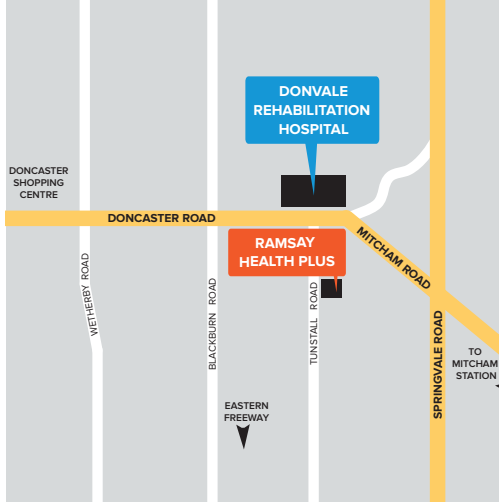 DONVALE
REHABILITATION
HOSPITAL
DONCASTER
SHOPPING
CENTRE
DONCASTER ROAD
RAMSAY
HEALTH PLUS
MITCHAM ROAD
WETHERBY ROAD
BLACKBURN ROAD
TUNSTALL ROAD
SPRINGVALE ROAD
TO
MITCHAM
STATION
EASTERN
FREEWAY